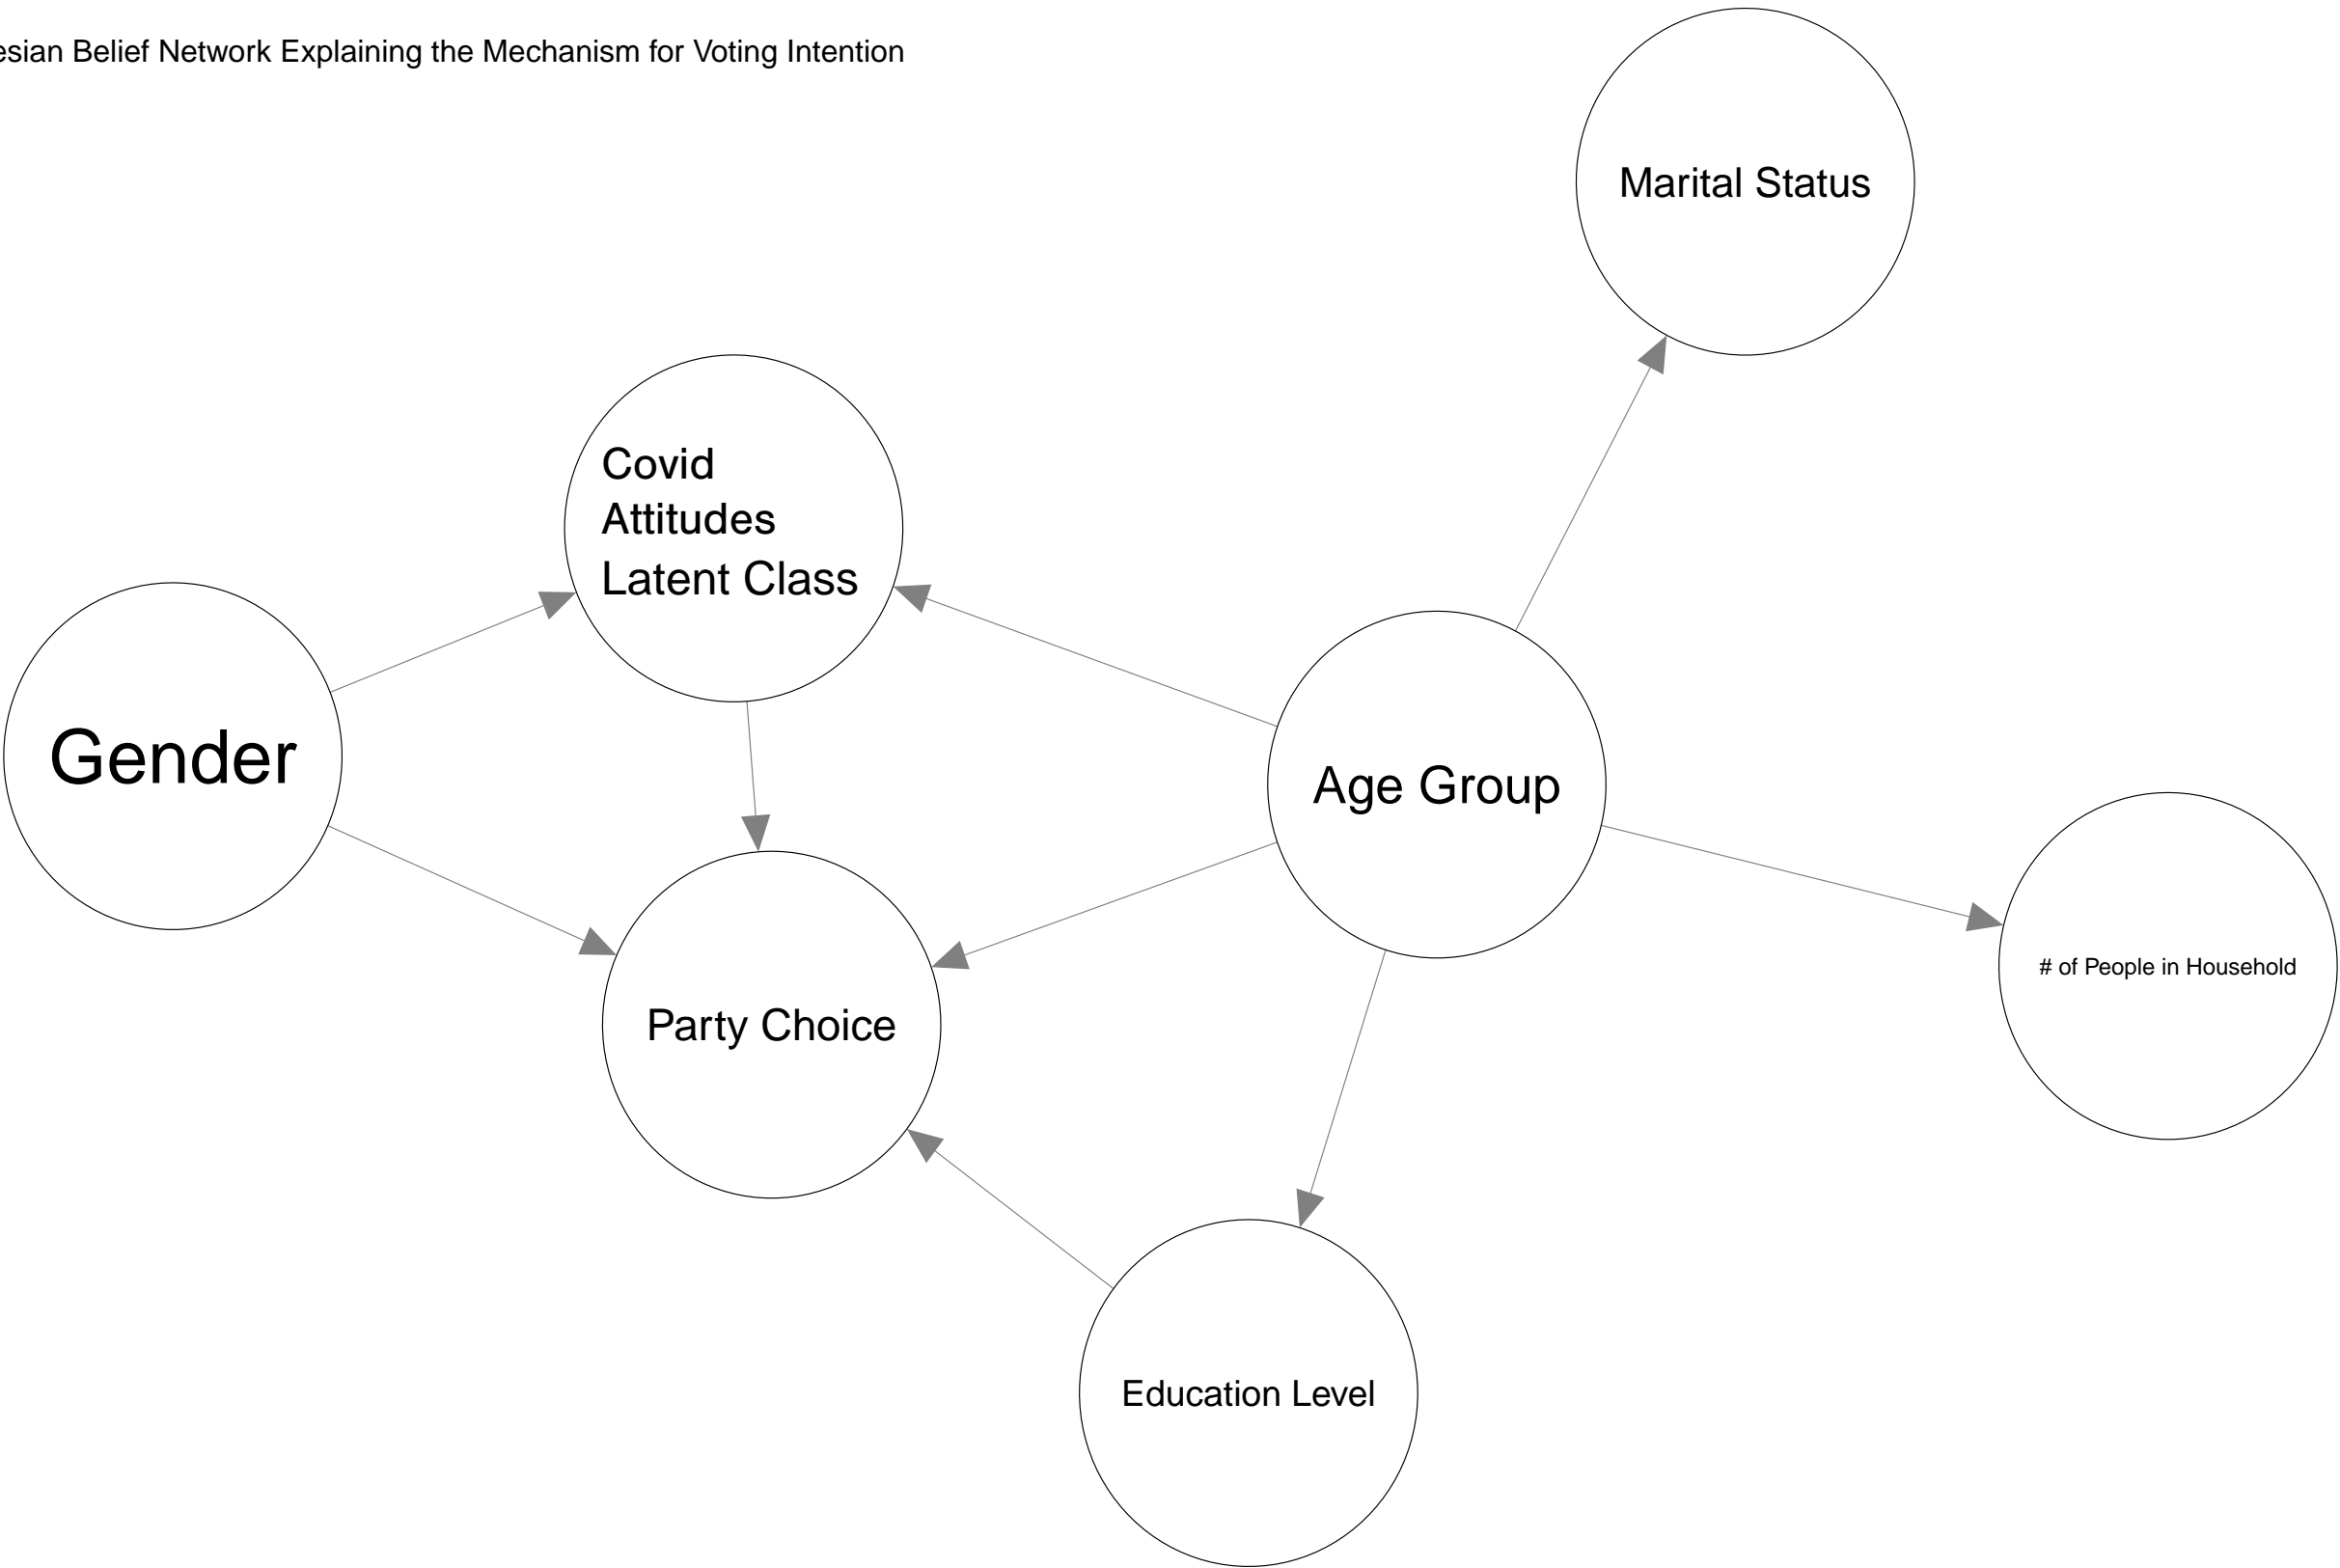 esian Belief Network Explaining the Mechanism for Voting Intention
Marital Status
Covid
Attitudes
Latent Class
Gender
Age Group
# of People in Household
Party Choice
Education Level